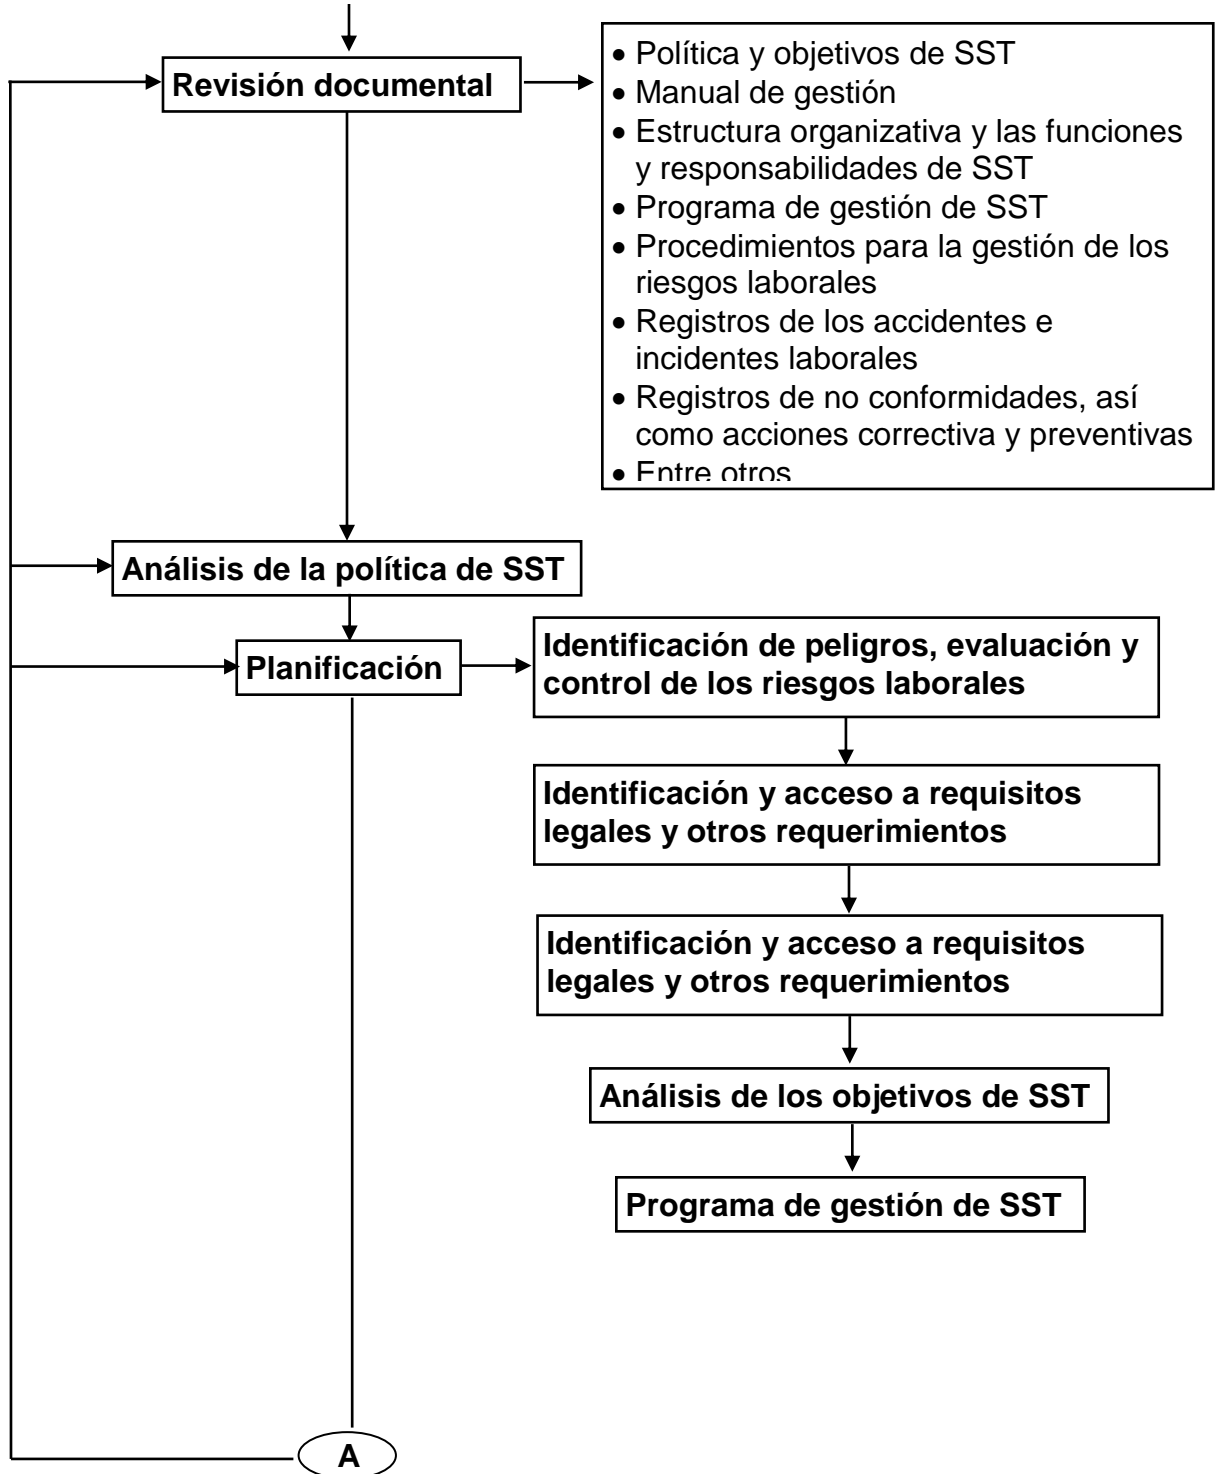 Revisión documental
• Política y objetivos de SST
• Manual de gestión
• Estructura organizativa y las funciones
y responsabilidades de SST
• Programa de gestión de SST
• Procedimientos para la gestión de los
riesgos laborales
• Registros de los accidentes e
incidentes laborales
• Registros de no conformidades, así
como acciones correctiva y preventivas
• Entre otros
Análisis de la política de SST
Planificación
Identificación de peligros, evaluación y
control de los riesgos laborales
Identificación y acceso a requisitos
legales y otros requerimientos
Identificación y acceso a requisitos
legales y otros requerimientos
Análisis de los objetivos de SST
Programa de gestión de SST
A